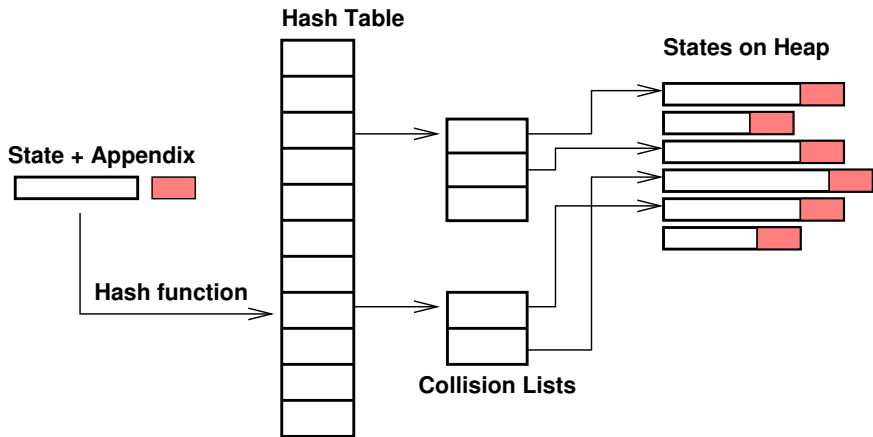 Hash Table
States on Heap
State + Appendix
Hash function
Collision Lists